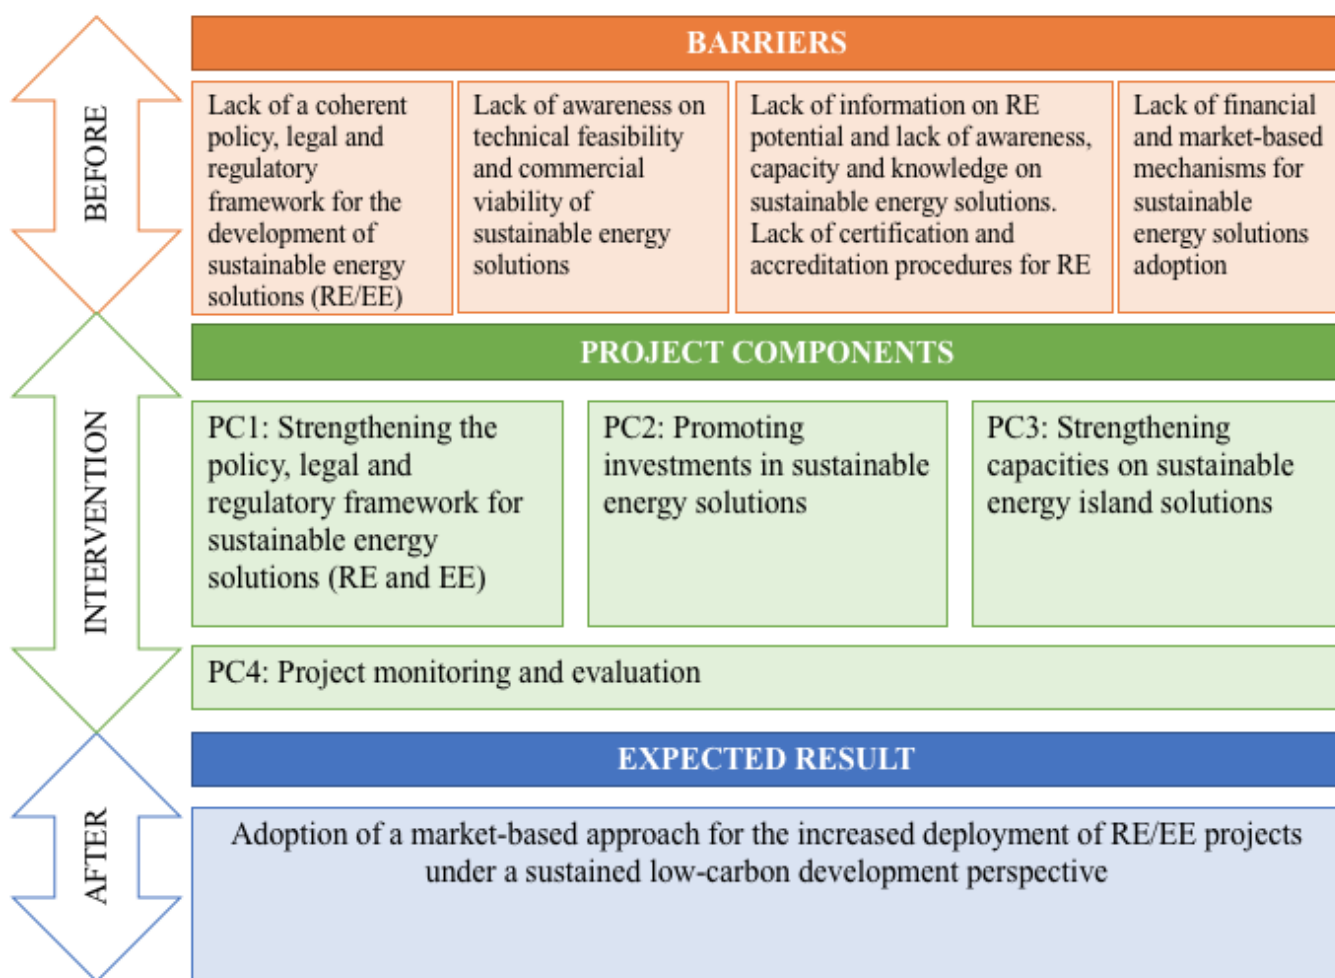 BARRIERS
BEFORE
Lack of a coherent
policy, legal and
regulatory
framework for the
development of
sustainable energy
solutions (RE/EE)
Lack of awareness on
technical feasibility
and commercial
viability of
sustainable energy
solutions
Lack of information on RE
potential and lack of awareness,
capacity and knowledge on
sustainable energy solutions.
Lack of certification and
accreditation procedures for RE
Lack of financial
and market-based
mechanisms for
sustainable
energy solutions
adoption
PROJECT COMPONENTS
INTERVENTION
PC1: Strengthening the
policy, legal and
regulatory framework for
sustainable energy
solutions (RE and EE)
PC2: Promoting
investments in sustainable
energy solutions
PC3: Strengthening
capacities on sustainable
energy island solutions
PC4: Project monitoring and evaluation
EXPECTED RESULT
AFTER
Adoption of a market-based approach for the increased deployment of RE/EE projects
under a sustained low-carbon development perspective